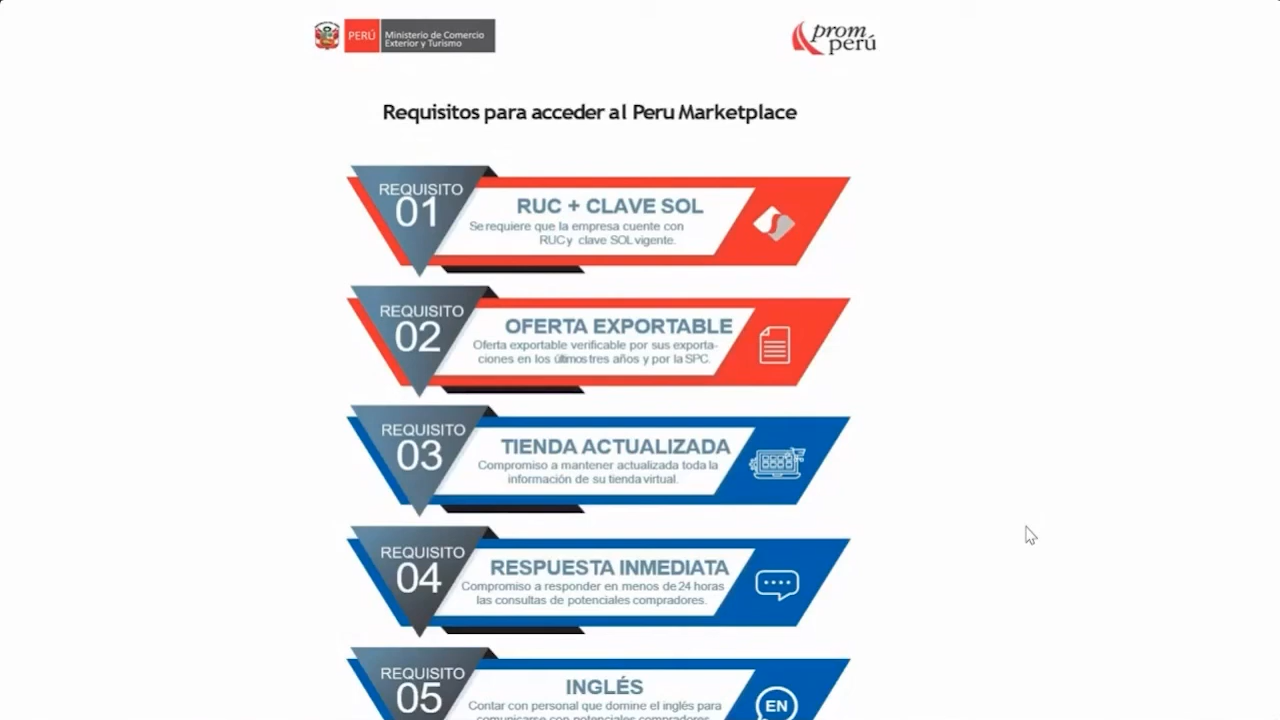 PERÚ
Ministerio de Comercio
Exterior y Turismo
prom
perú
Requisitos para acceder al Peru Marketplace
REQUISITO
01
RUC + CLAVE SOL
Se requiere que la empresa cuente con
RUC y clave SOL vigente.
REQUISITO
02
OFERTA EXPORTABLE
Oferta exportable verificable por sus exporta-
ciones en los últimos tres años y por la SPC.
REQUISITO
03
TIENDA ACTUALIZADA
Compromiso a mantener actualizada toda la
información de su tienda virtual.
REQUISITO
04
RESPUESTA INMEDIATA
Compromiso a responder en menos de 24 horas
las consultas de potenciales compradores.
REQUISITO
05
INGLÉS
Contar con personal que domine el inglés para
comunicarse con potenciales compradores
EN